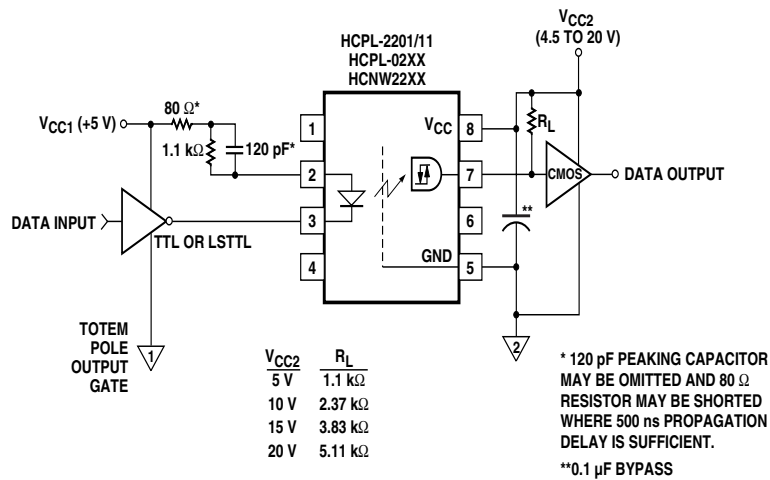 HCPL-2201/11
HCPL-02XX
HCNW22XX
VCC2
(4.5 TO 20 V)
VCC1 (+5 V)
80 Ω*
1.1 kΩ
120 pF*
1
2
3
4
VCC
8
7
6
GND
5
RL
CMOS
DATA OUTPUT
**
DATA INPUT
TTL OR LSTTL
TOTEM
POLE
OUTPUT
GATE
1
2
VCC2 RL
5 V 1.1 kΩ
10 V 2.37 kΩ
15 V 3.83 kΩ
20 V 5.11 kΩ
* 120 pF PEAKING CAPACITOR
MAY BE OMITTED AND 80 Ω
RESISTOR MAY BE SHORTED
WHERE 500 ns PROPAGATION
DELAY IS SUFFICIENT.
**0.1 µF BYPASS